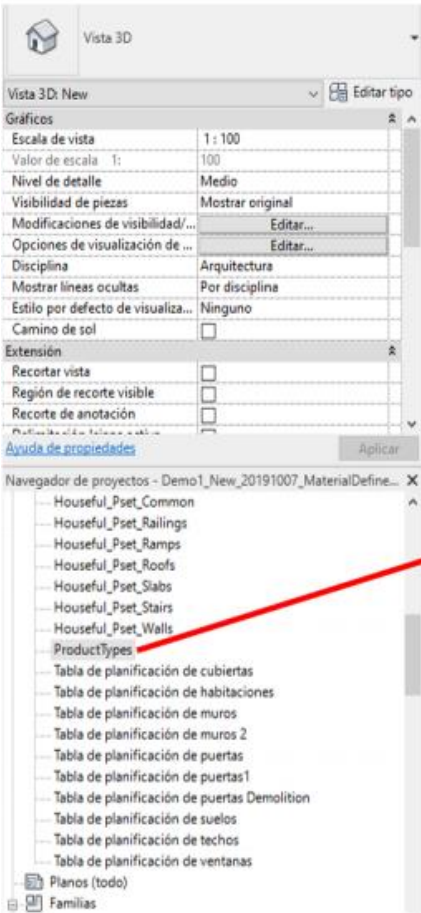 Vista 3D
Vista 3D: New Editar tipo
Gráficos
Escala de vista 1 : 100
Valor de escala 1: 100
Nivel de detalle Medio
Visibilidad de piezas Mostrar original
Modificaciones de visibilidad/... Editar...
Opciones de visualización de ... Editar...
Disciplina Arquitectura
Mostrar líneas ocultas Por disciplina
Estilo por defecto de visualiza... Ninguno
Camino de sol
Extensión
Recortar vista
Región de recorte visible
Recorte de anotación
Ayuda de propiedades Aplicar
Navegador de proyectos - Demo1_New_20191007_MaterialDefine...
Houseful_Pset_Common
Houseful_Pset_Railings
Houseful_Pset_Ramps
Houseful_Pset_Roofs
Houseful_Pset_Slabs
Houseful_Pset_Stairs
Houseful_Pset_Walls
ProductTypes
Tabla de planificación de cubiertas
Tabla de planificación de habitaciones
Tabla de planificación de muros
Tabla de planificación de muros 2
Tabla de planificación de puertas
Tabla de planificación de puertas1
Tabla de planificación de puertas Demolition
Tabla de planificación de suelos
Tabla de planificación de techos
Tabla de planificación de ventanas
Planos (todo)
Familias